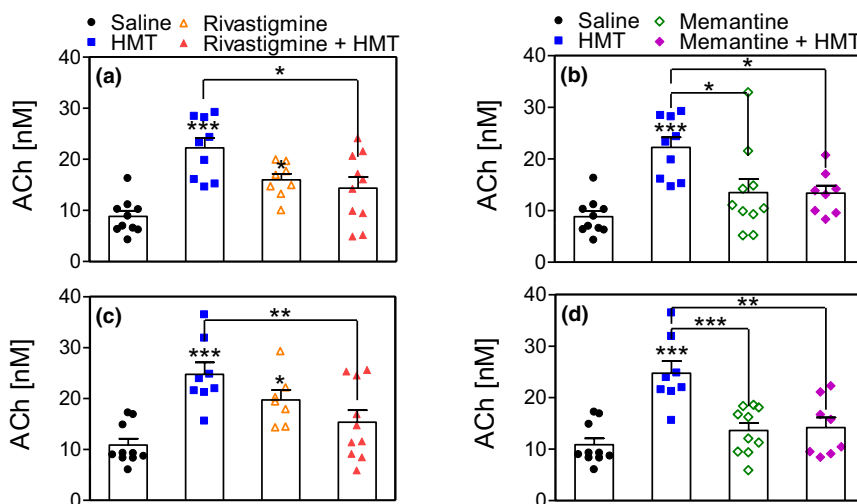 Saline
Rivastigmine
HMT
Rivastigmine + HMT
Saline
Memantine
HMT
Memantine + HMT
(a)
ACh [nM]
40
30
20
10
0
*
***
*
(b)
ACh [nM]
40
30
20
10
0
*
*
***
(c)
ACh [nM]
40
30
20
10
0
**
***
*
(d)
ACh [nM]
40
30
20
10
0
**
***
***